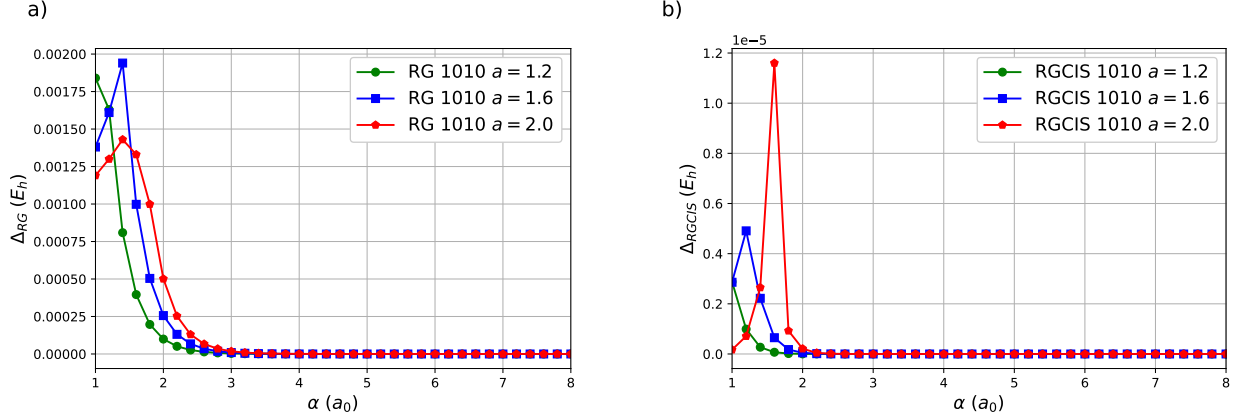 a)
0.00200
0.00175
0.00150
0.00125
0.00100
0.00075
0.00050
0.00025
0.00000
Δ_RG (E_h)
RG 1010 a = 1.2
RG 1010 a = 1.6
RG 1010 a = 2.0
1 2 3 4 5 6 7 8
α (a_0)
b)
1e−5
1.2
1.0
0.8
0.6
0.4
0.2
0.0
Δ_RGCIS (E_h)
RGCIS 1010 a = 1.2
RGCIS 1010 a = 1.6
RGCIS 1010 a = 2.0
1 2 3 4 5 6 7 8
α (a_0)